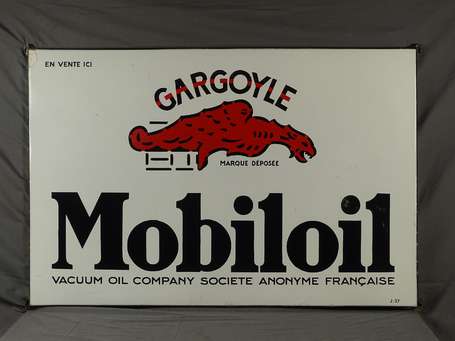 EN VENTE ICI
GARGOYLE
MARQUE DÉPOSÉE
Mobiloil
VACUUM OIL COMPANY SOCIETE ANONYME FRANÇAISE